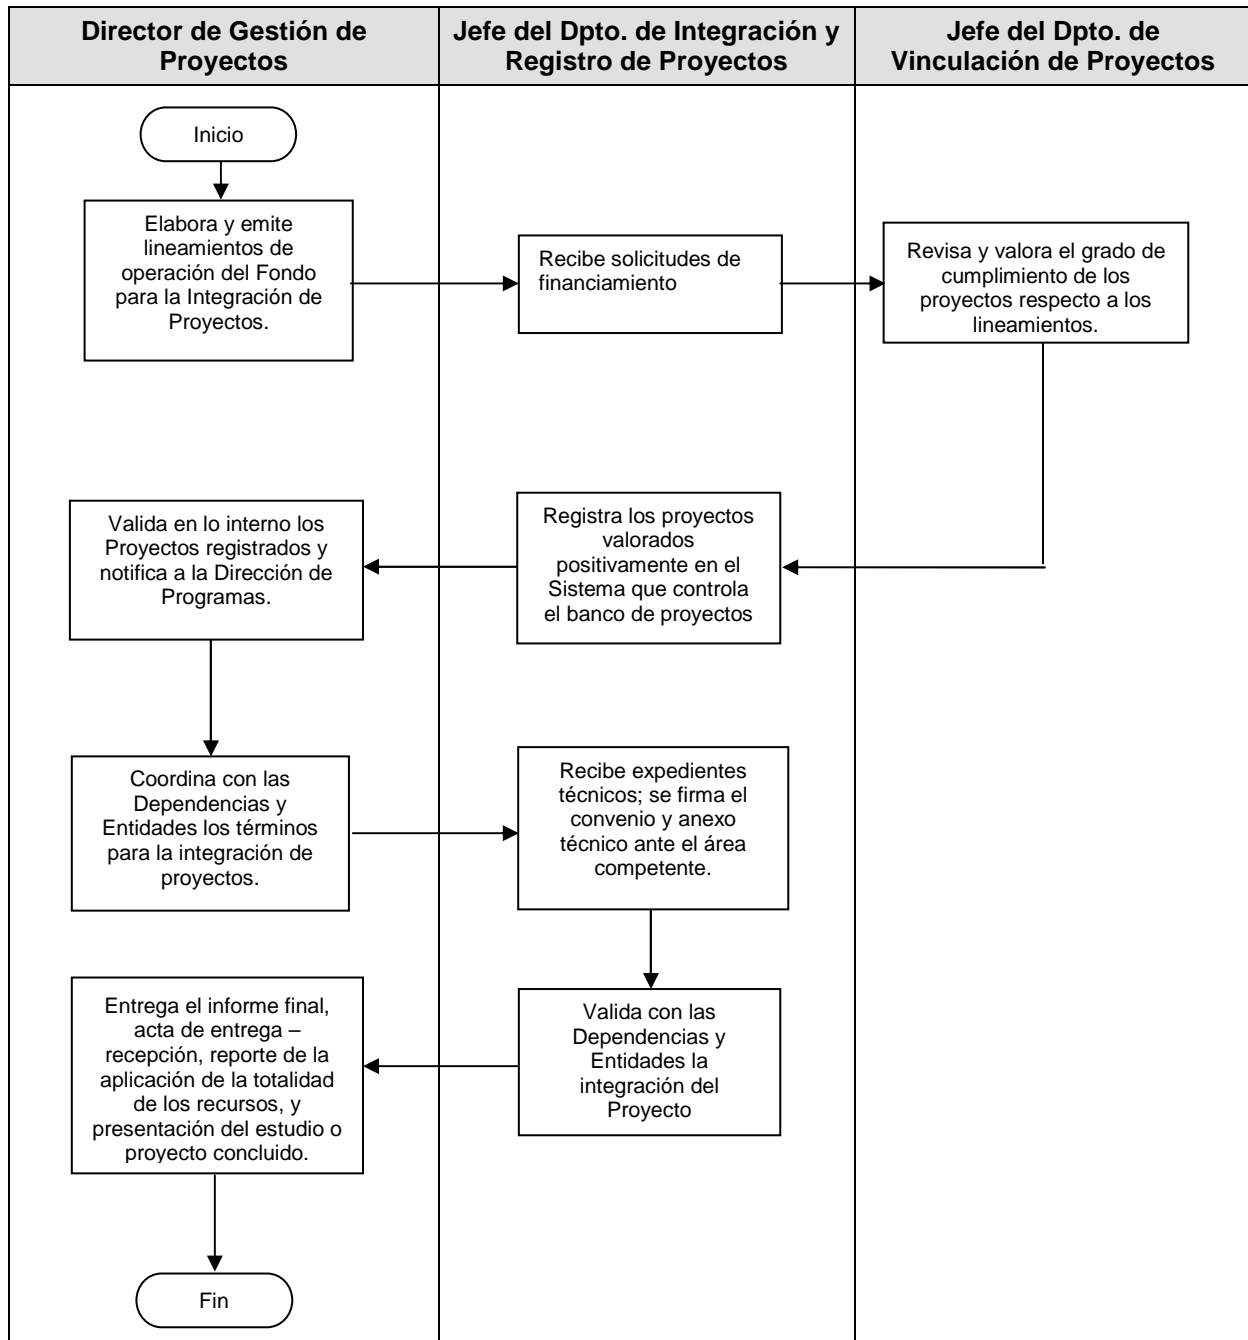 Director de Gestión de
Proyectos
Jefe del Dpto. de Integración y
Registro de Proyectos
Jefe del Dpto. de
Vinculación de Proyectos
Inicio
Elabora y emite
lineamientos de
operación del Fondo
para la Integración de
Proyectos.
Recibe solicitudes de
financiamiento
Revisa y valora el grado de
cumplimiento de los
proyectos respecto a los
lineamientos.
Valida en lo interno los
Proyectos registrados y
notifica a la Dirección de
Programas.
Registra los proyectos
valorados
positivamente en el
Sistema que controla
el banco de proyectos
Coordina con las
Dependencias y
Entidades los términos
para la integración de
proyectos.
Recibe expedientes
técnicos; se firma el
convenio y anexo
técnico ante el área
competente.
Entrega el informe final,
acta de entrega –
recepción, reporte de la
aplicación de la totalidad
de los recursos, y
presentación del estudio o
proyecto concluido.
Valida con las
Dependencias y
Entidades la
integración del
Proyecto
Fin